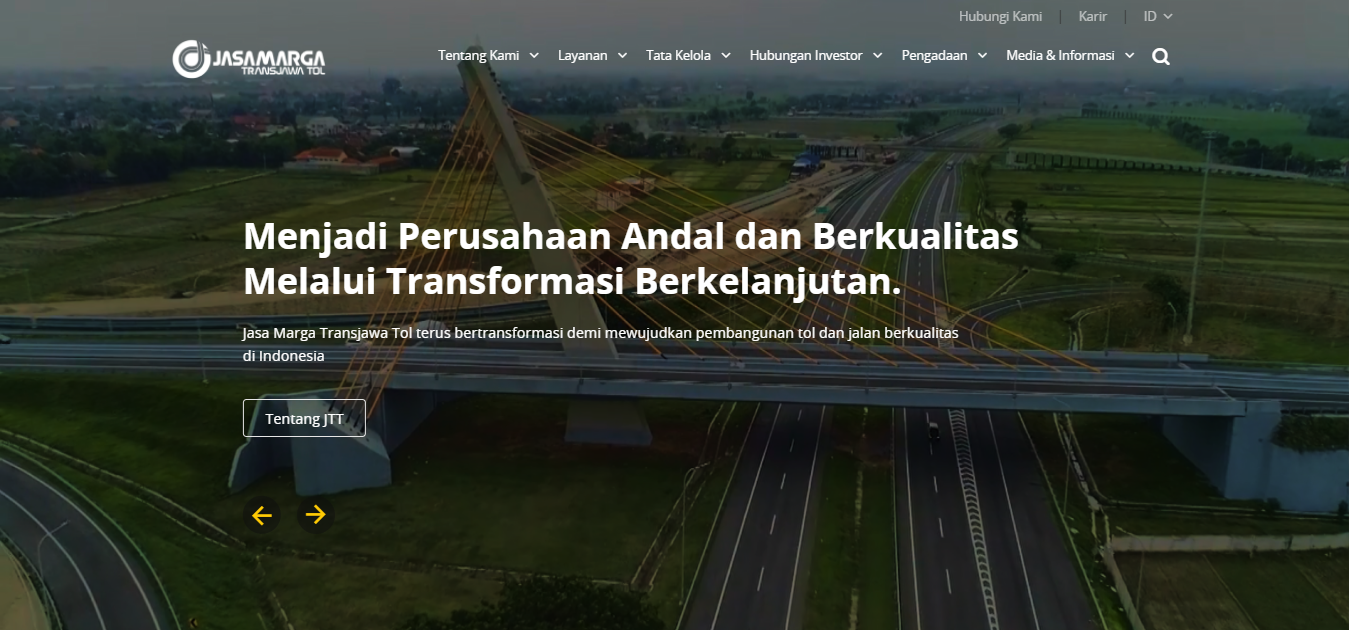 Hubungi Kami | Karir | ID
JASAMARGA
TRANSJAWA TOL
Tentang Kami Layanan Tata Kelola Hubungan Investor Pengadaan Media & Informasi
Menjadi Perusahaan Andal dan Berkualitas
Melalui Transformasi Berkelanjutan.
Jasa Marga Transjawa Tol terus bertransformasi demi mewujudkan pembangunan tol dan jalan berkualitas
di Indonesia
Tentang JTT